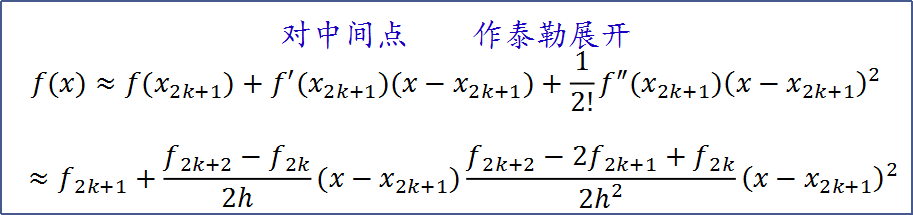 对中间点 作泰勒展开
f(x) ≈ f(x_{2k+1}) + f′(x_{2k+1})(x − x_{2k+1}) + \frac{1}{2!} f″(x_{2k+1})(x − x_{2k+1})^2
≈ f_{2k+1} + \frac{f_{2k+2} − f_{2k}}{2h} (x − x_{2k+1}) \frac{f_{2k+2} − 2f_{2k+1} + f_{2k}}{2h^2} (x − x_{2k+1})^2